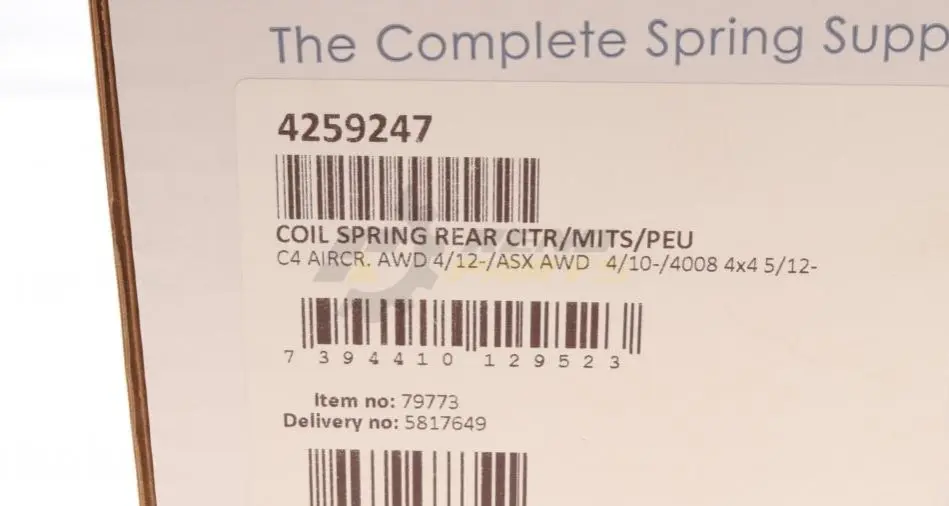 The Complete Spring Supp
4259247
COIL SPRING REAR CITR/MITS/PEU
C4 AIRCR. AWD 4/12-/ASX AWD 4/10-/4008 4x4 5/12-
7 394410 129523
Item no: 79773
Delivery no: 5817649